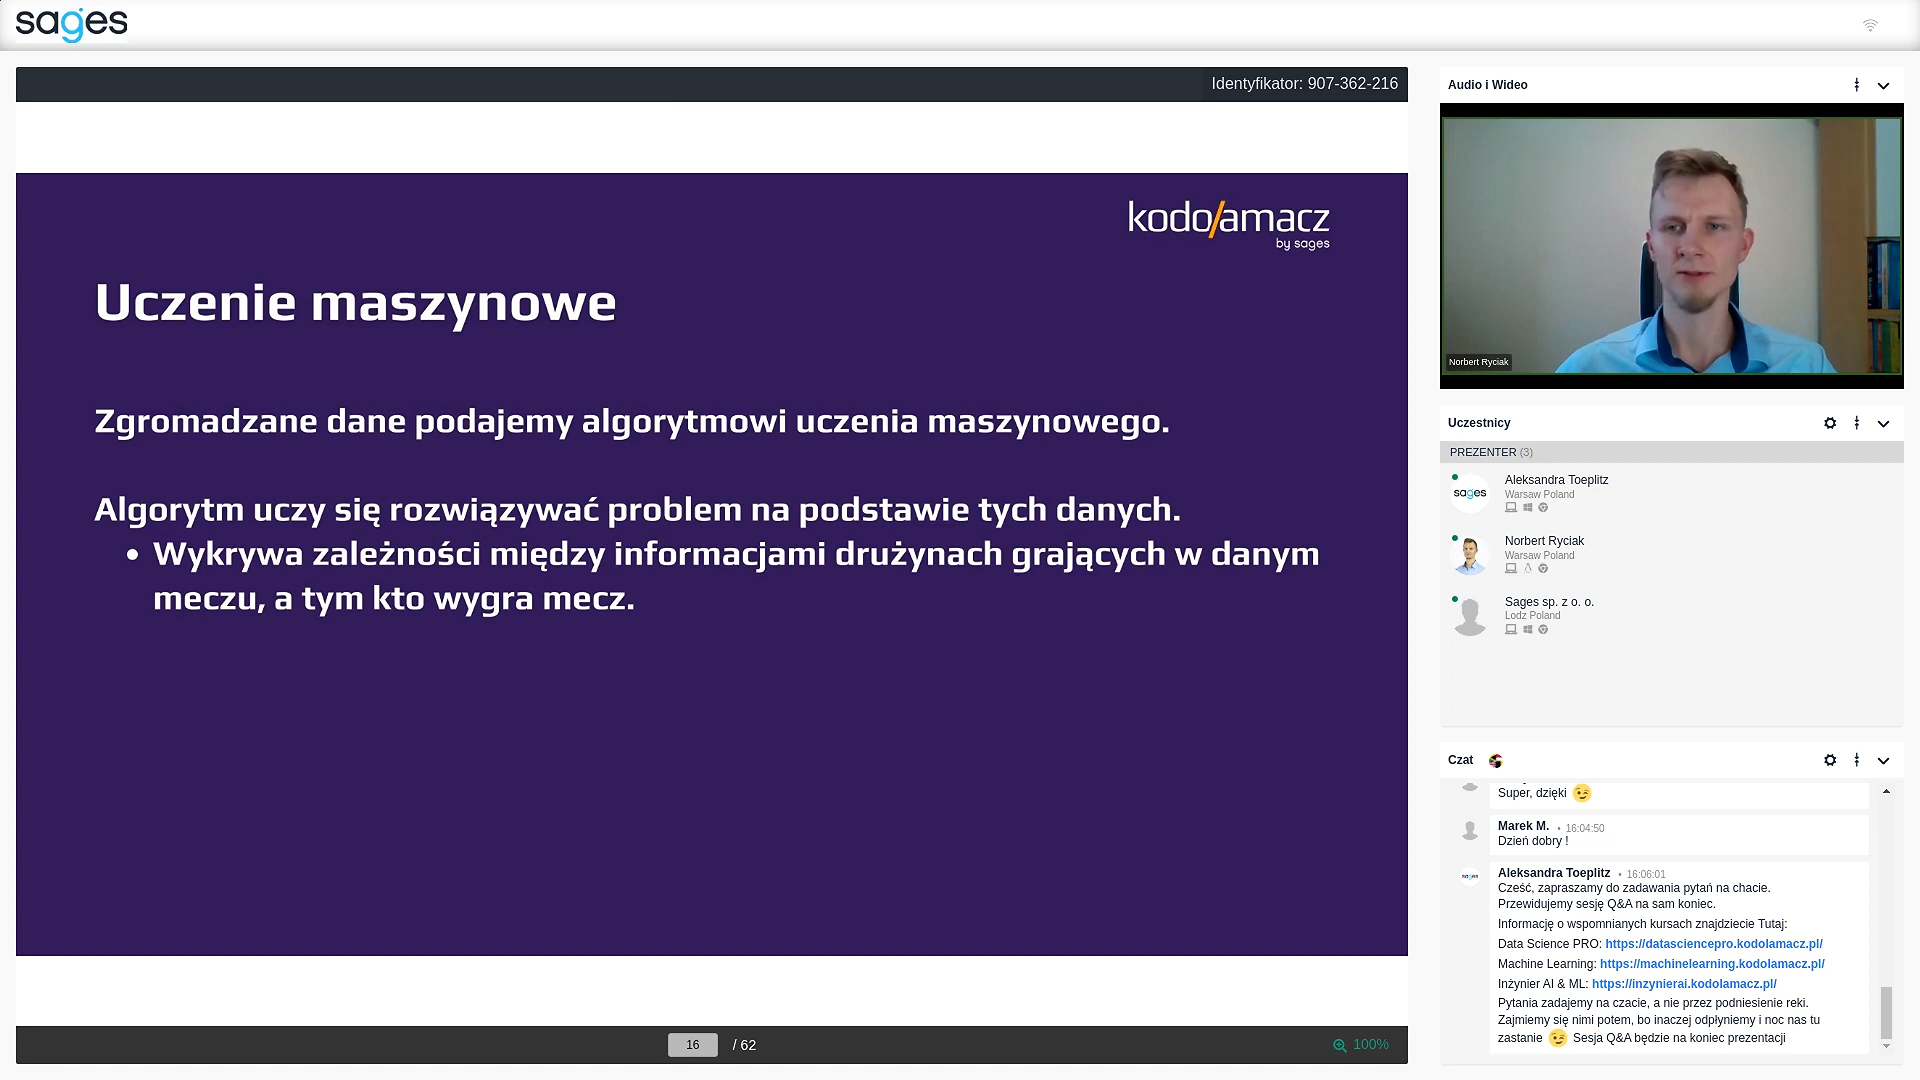 sages
Identyfikator: 907-362-216
kodołamacz
by sages
Uczenie maszynowe
Zgromadzane dane podajemy algorytmowi uczenia maszynowego.
Algorytm uczy się rozwiązywać problem na podstawie tych danych.
• Wykrywa zależności między informacjami drużynach grających w danym
meczu, a tym kto wygra mecz.
16 / 62
100%
Audio i Wideo
Norbert Ryciak
Uczestnicy
PREZENTER (3)
sages
Aleksandra Toeplitz
Warsaw Poland
Norbert Ryciak
Warsaw Poland
Sages sp. z o. o.
Lodz Poland
Czat
Super, dzięki 😉
Marek M. • 16:04:50
Dzień dobry !
sages
Aleksandra Toeplitz • 16:06:01
Cześć, zapraszamy do zadawania pytań na chacie.
Przewidujemy sesję Q&A na sam koniec.
Informację o wspomnianych kursach znajdziecie Tutaj:
Data Science PRO: https://datasciencepro.kodolamacz.pl/
Machine Learning: https://machinelearning.kodolamacz.pl/
Inżynier AI & ML: https://inzynierai.kodolamacz.pl/
Pytania zadajemy na czacie, a nie przez podniesienie reki.
Zajmiemy się nimi potem, bo inaczej odpłyniemy i noc nas tu
zastanie 😉 Sesja Q&A będzie na koniec prezentacji